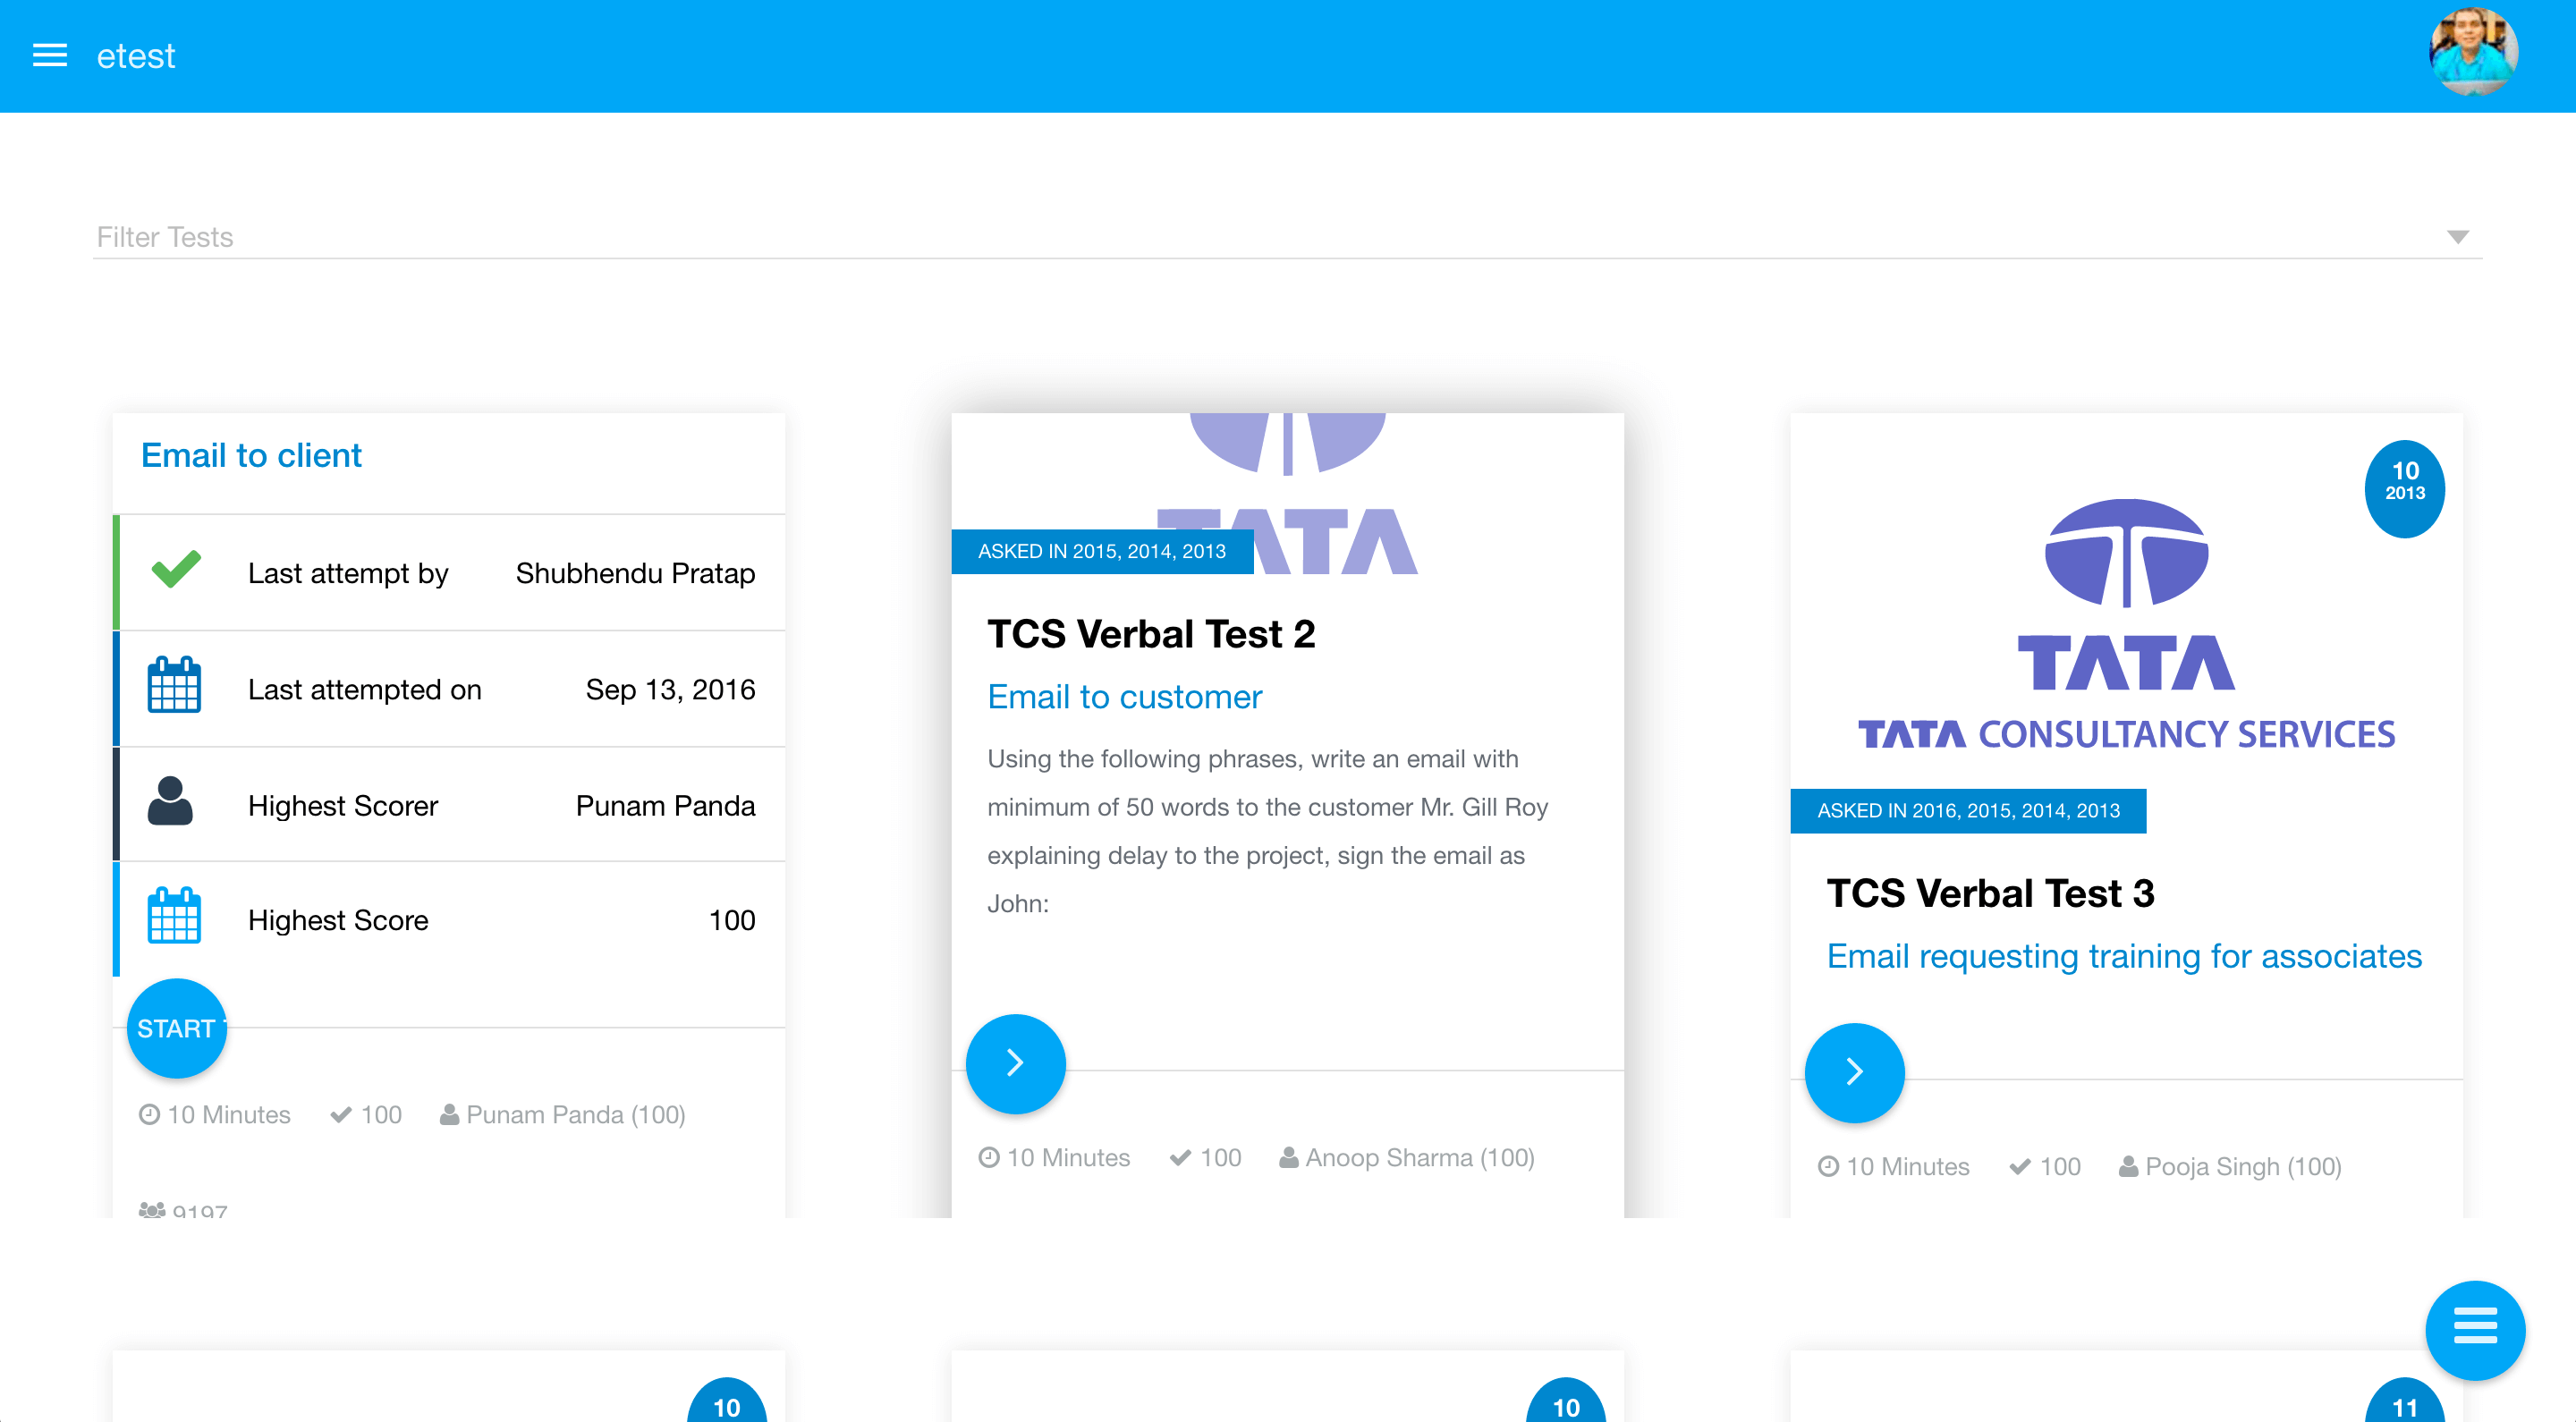 etest
Filter Tests
Email to client
Last attempt by Shubhendu Pratap
Last attempted on Sep 13, 2016
Highest Scorer Punam Panda
Highest Score 100
START
10 Minutes 100 Punam Panda (100)
9197
TATA
ASKED IN 2015, 2014, 2013
TCS Verbal Test 2
Email to customer
Using the following phrases, write an email with
minimum of 50 words to the customer Mr. Gill Roy
explaining delay to the project, sign the email as
John:
10 Minutes 100 Anoop Sharma (100)
10
2013
TATA
TATA CONSULTANCY SERVICES
ASKED IN 2016, 2015, 2014, 2013
TCS Verbal Test 3
Email requesting training for associates
10 Minutes 100 Pooja Singh (100)
10
10
11